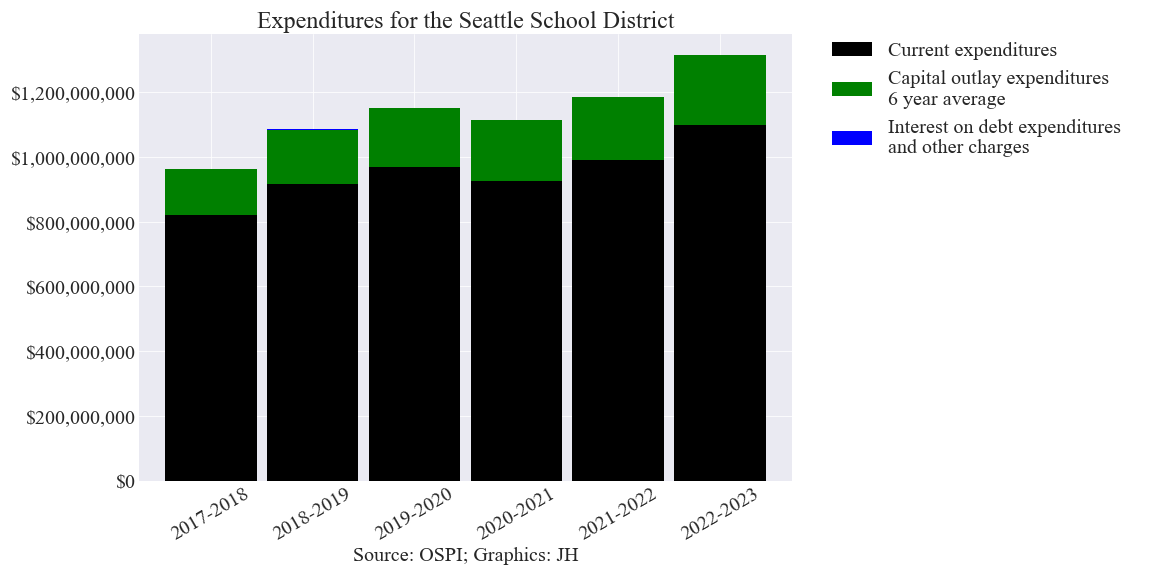 Expenditures for the Seattle School District
$1,200,000,000
$1,000,000,000
$800,000,000
$600,000,000
$400,000,000
$200,000,000
$0
2017-2018
2018-2019
2019-2020
2020-2021
2021-2022
2022-2023
Source: OSPI; Graphics: JH
Current expenditures
Capital outlay expenditures
6 year average
Interest on debt expenditures
and other charges